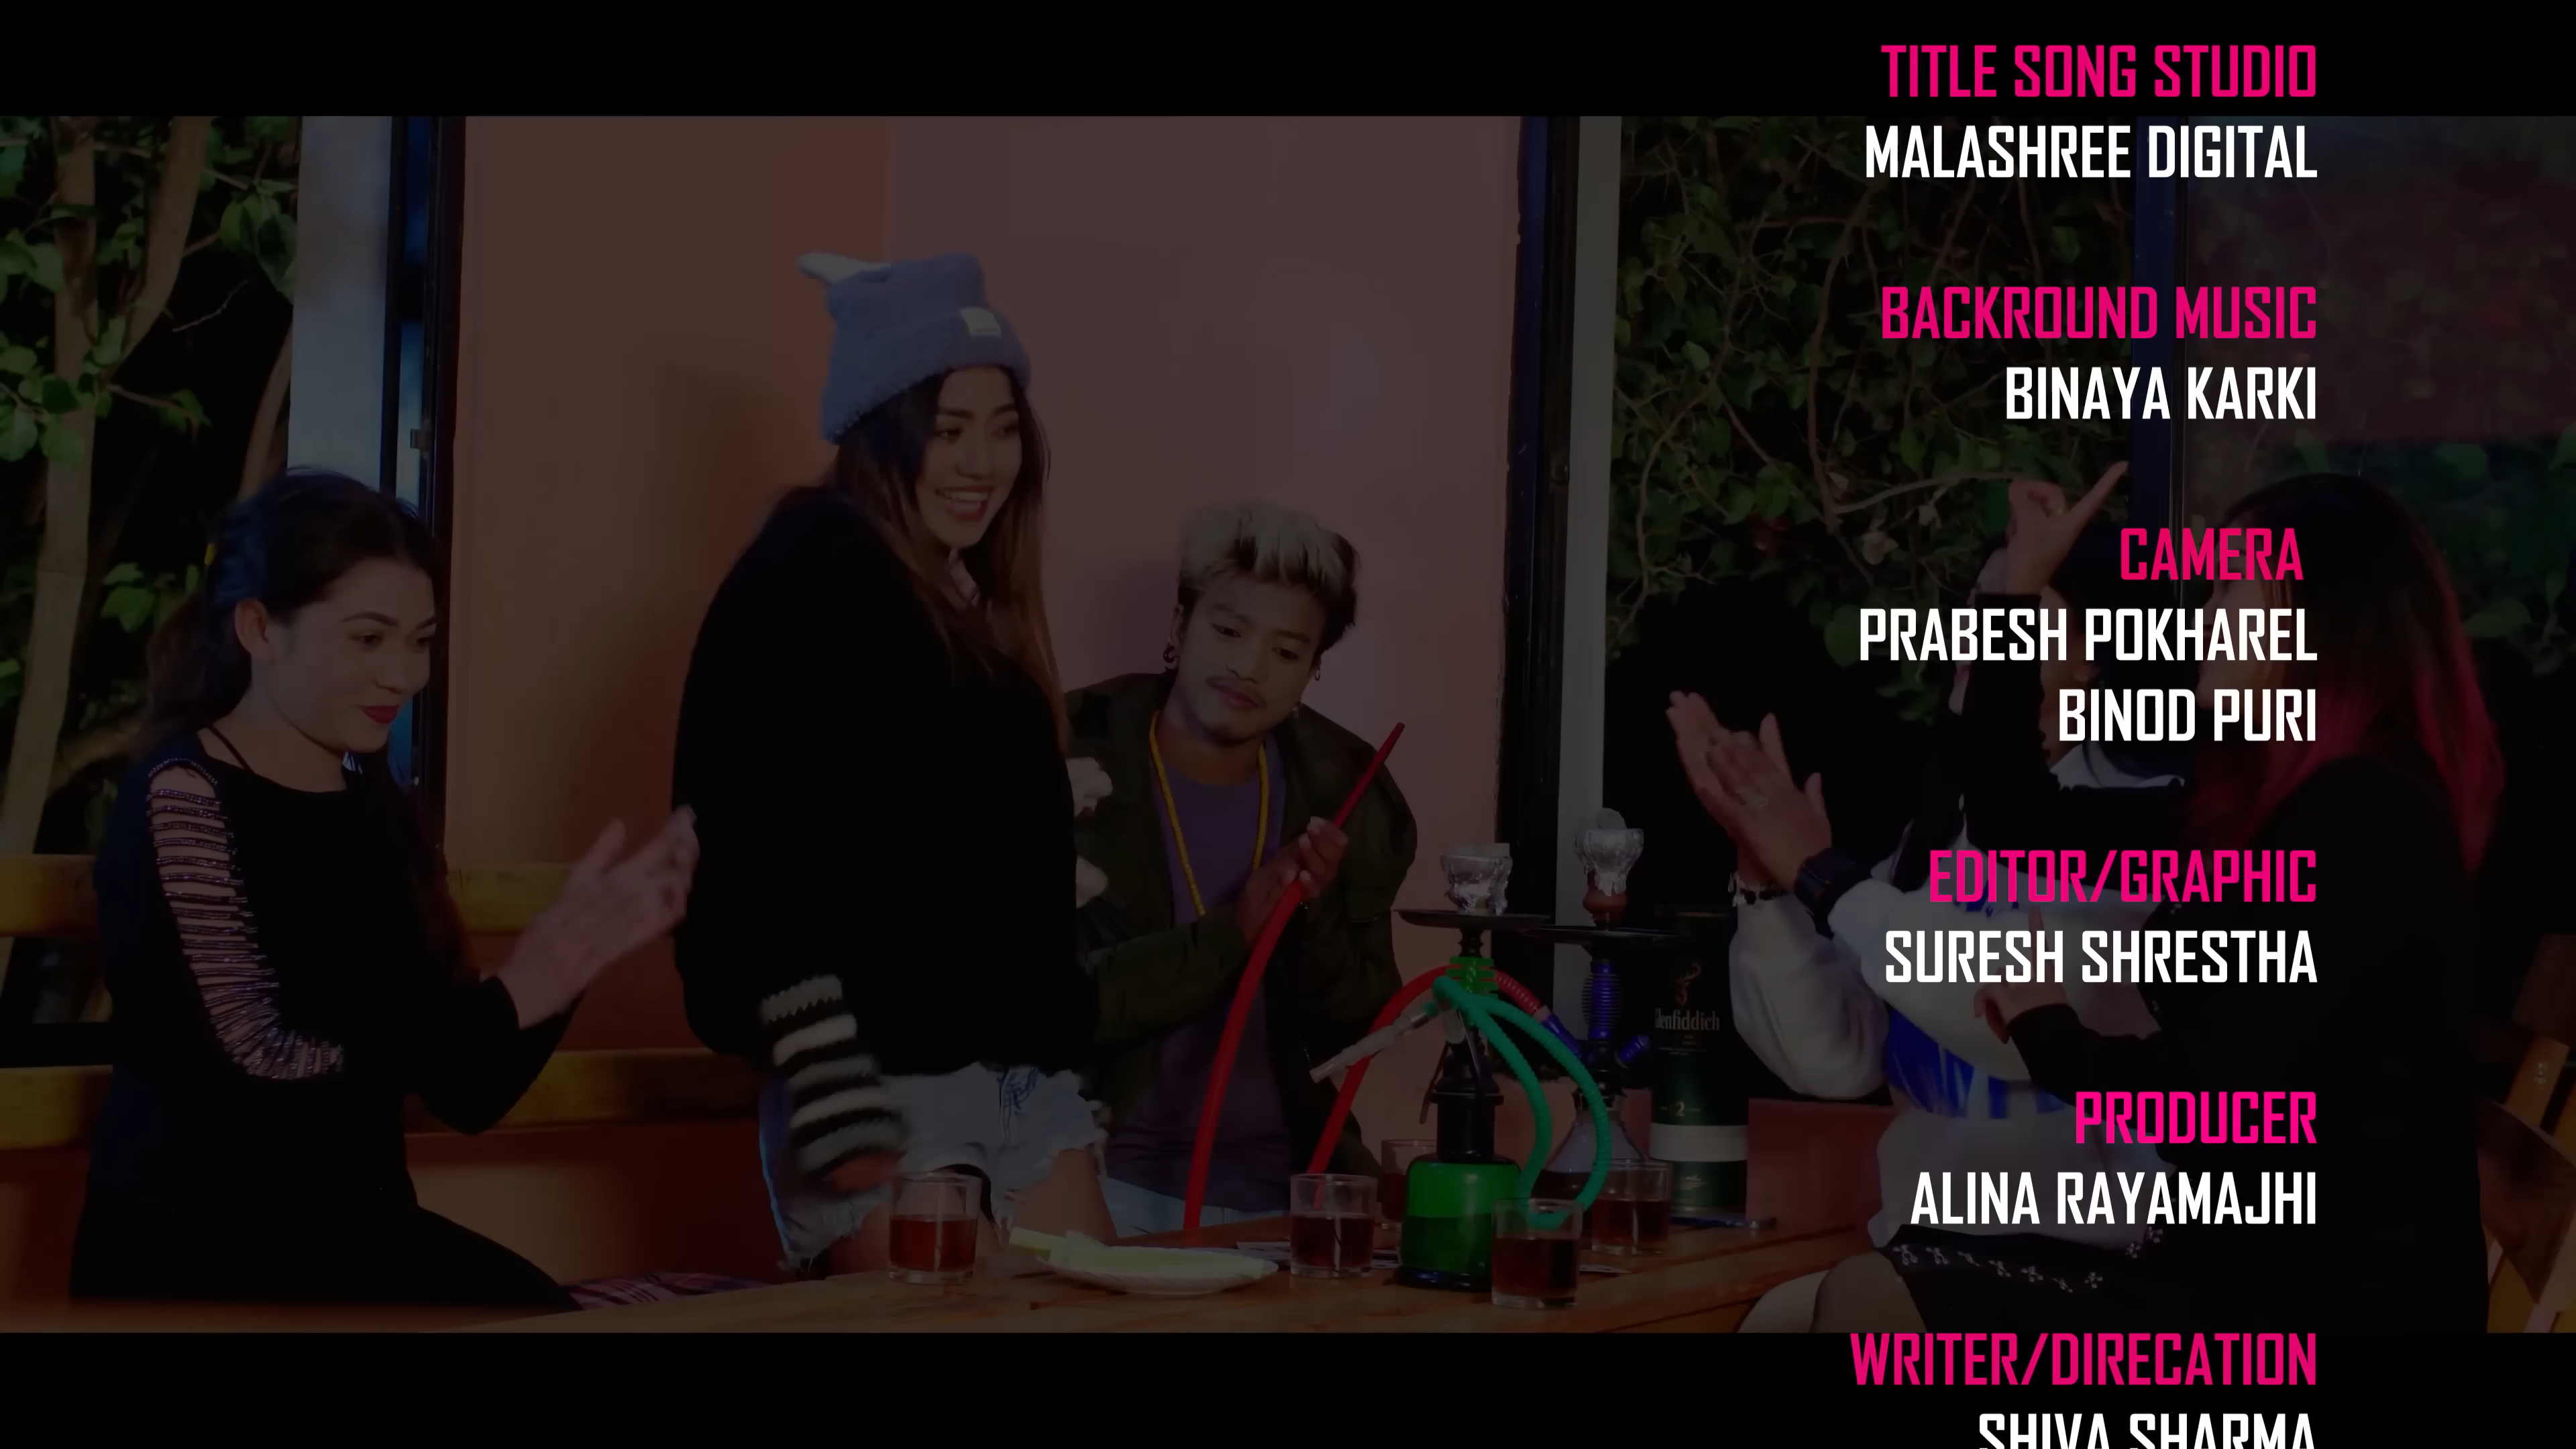 TITLE SONG STUDIO
MALASHREE DIGITAL
BACKROUND MUSIC
BINAYA KARKI
CAMERA
PRABESH POKHAREL
BINOD PURI
EDITOR/GRAPHIC
SURESH SHRESTHA
lenfiddich
PRODUCER
ALINA RAYAMAJHI
WRITER/DIRECATION
SHIVA SHARMA